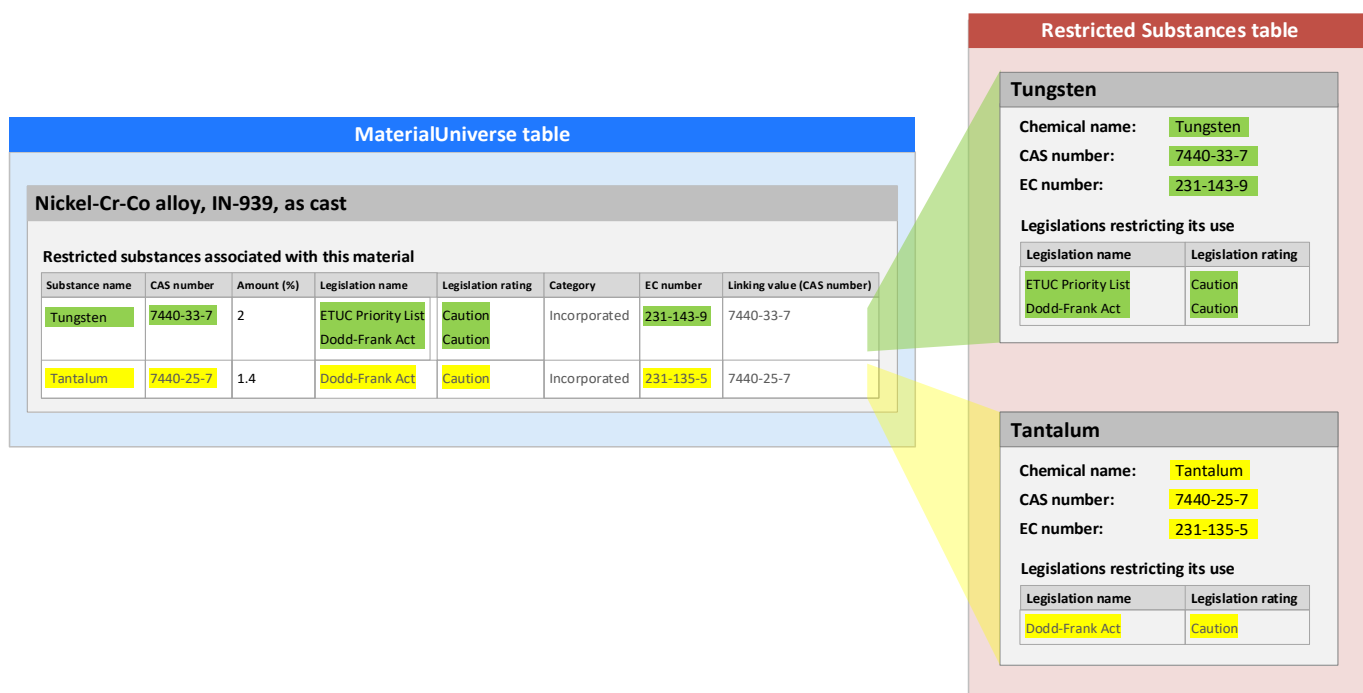 MaterialUniverse table
Nickel-Cr-Co alloy, IN-939, as cast
Restricted substances associated with this material
Substance name CAS number Amount (%) Legislation name Legislation rating Category EC number Linking value (CAS number)
Tungsten 7440-33-7 2 ETUC Priority List Caution Incorporated 231-143-9 7440-33-7
Dodd-Frank Act Caution
Tantalum 7440-25-7 1.4 Dodd-Frank Act Caution Incorporated 231-135-5 7440-25-7
Restricted Substances table
Tungsten
Chemical name: Tungsten
CAS number: 7440-33-7
EC number: 231-143-9
Legislations restricting its use
Legislation name Legislation rating
ETUC Priority List Caution
Dodd-Frank Act Caution
Tantalum
Chemical name: Tantalum
CAS number: 7440-25-7
EC number: 231-135-5
Legislations restricting its use
Legislation name Legislation rating
Dodd-Frank Act Caution